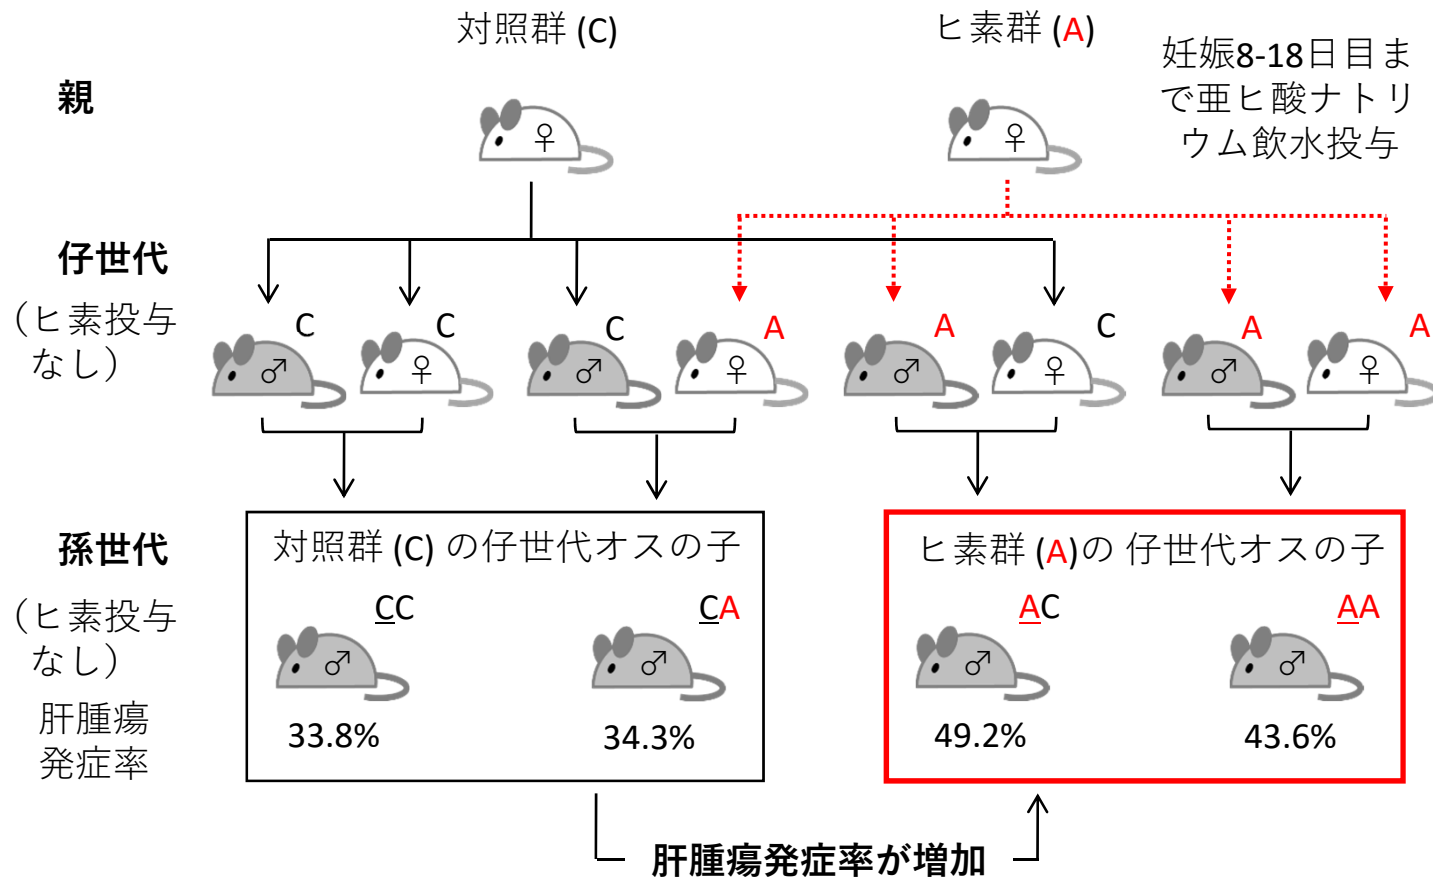 対照群 (C)
ヒ素群 (A)
妊娠8-18日目ま
で亜ヒ酸ナトリ
ウム飲水投与
親
♀
♀
仔世代
(ヒ素投与
なし)
C
C
C
A
A
C
A
A
♂
♀
♂
♀
♂
♀
♂
♀
孫世代
(ヒ素投与
なし)
肝腫瘍
発症率
対照群 (C) の仔世代オスの子
CC
CA
♂
♂
33.8%
34.3%
ヒ素群 (A)の 仔世代オスの子
AC
AA
♂
♂
49.2%
43.6%
肝腫瘍発症率が増加